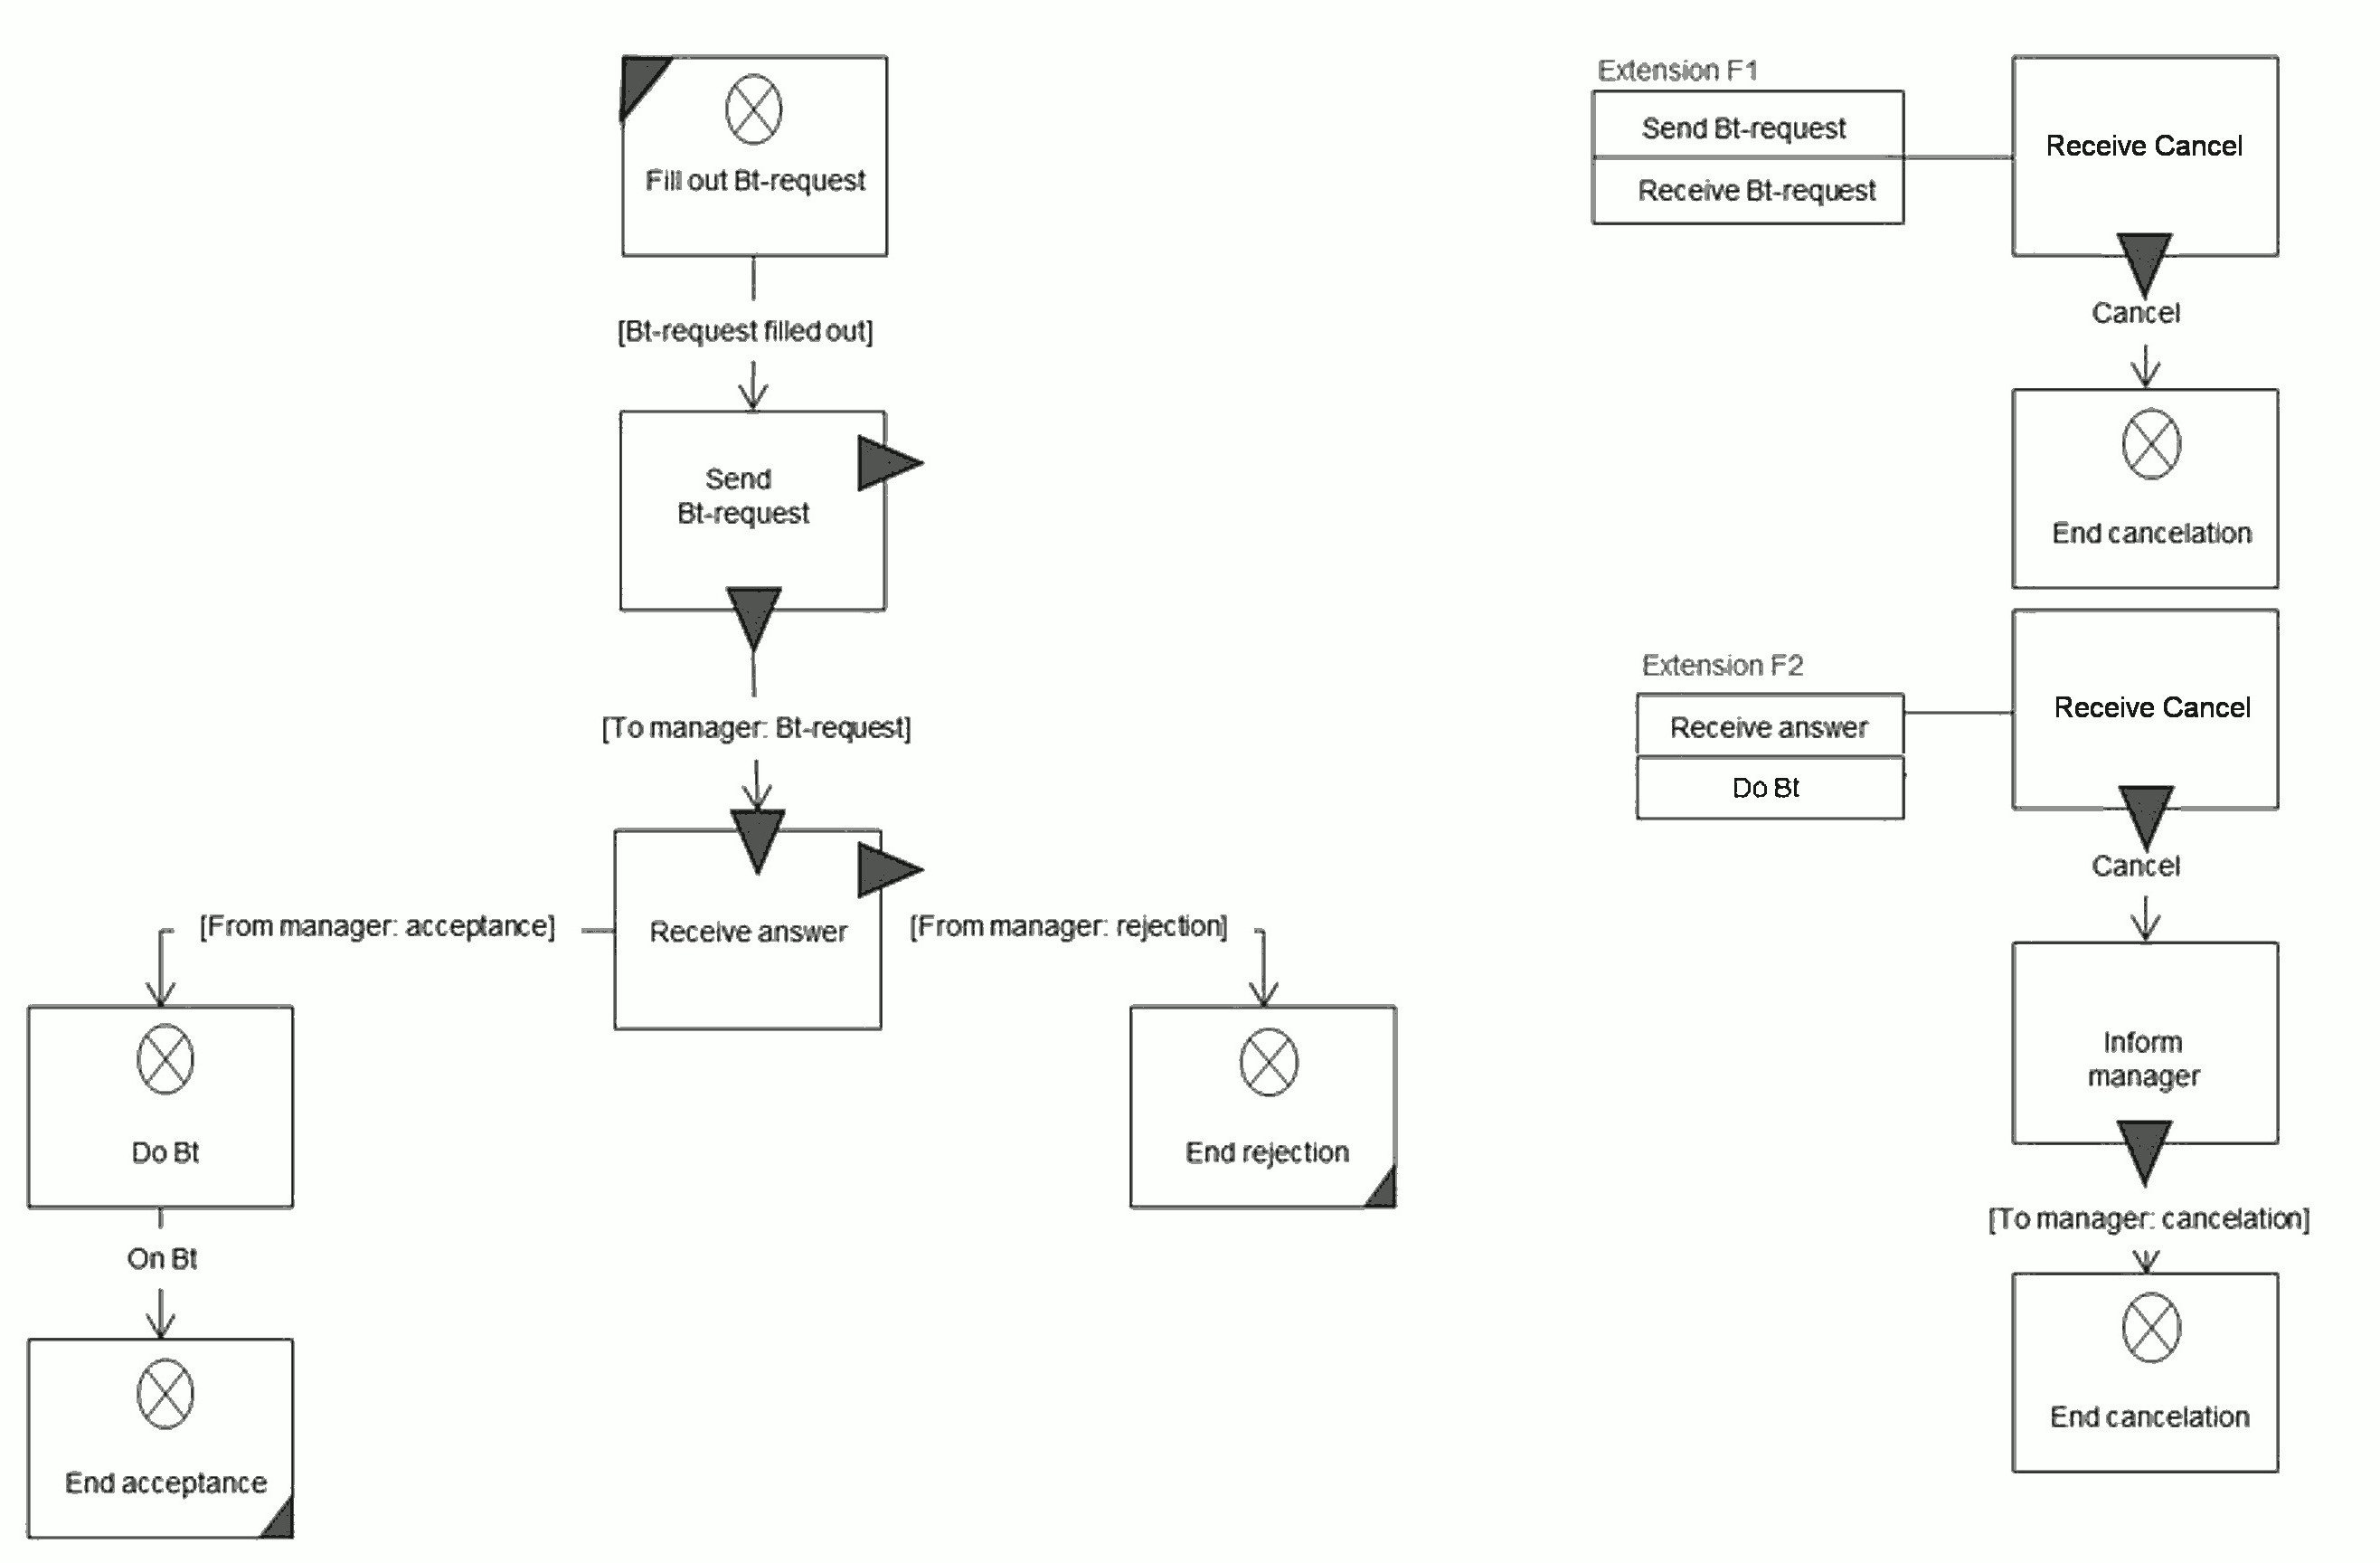 Fill out Bt-request
[Bt-request filled out]
Send
Bt-request
[To manager: Bt-request]
Receive answer
[From manager: acceptance]
[From manager: rejection]
Do Bt
On Bt
End acceptance
End rejection
Extension F1
Send Bt-request
Receive Bt-request
Receive Cancel
Cancel
End cancelation
Extension F2
Receive answer
Do Bt
Receive Cancel
Cancel
Inform
manager
[To manager: cancelation]
End cancelation